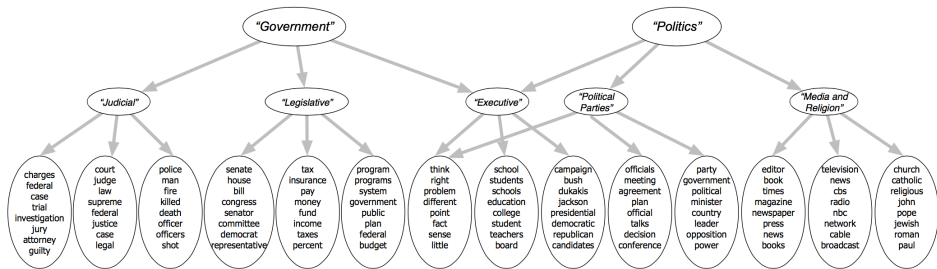 “Government”
“Politics”
“Judicial”
“Legislative”
“Executive”
“Political
Parties”
“Media and
Religion”
charges
federal
case
trial
investigation
jury
attorney
guilty
court
judge
law
supreme
federal
justice
case
legal
police
man
fire
killed
death
officer
officers
shot
senate
house
bill
congress
senator
committee
democrat
representative
tax
insurance
pay
money
fund
income
taxes
percent
program
programs
system
government
public
plan
federal
budget
think
right
problem
different
point
fact
sense
little
school
students
schools
education
college
student
teachers
board
campaign
bush
dukakis
jackson
presidential
democratic
republican
candidates
officials
meeting
agreement
plan
official
talks
decision
conference
party
government
political
minister
country
leader
opposition
power
editor
book
times
magazine
newspaper
press
news
books
television
news
cbs
radio
nbc
network
cable
broadcast
church
catholic
religious
john
pope
jewish
roman
paul